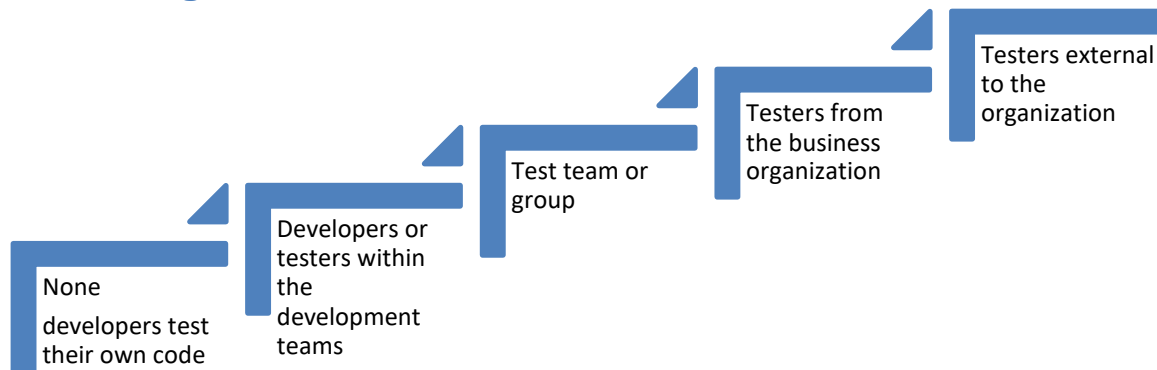 None
developers test
their own code
Developers or
testers within
the
development
teams
Test team or
group
Testers from
the business
organization
Testers external
to the
organization